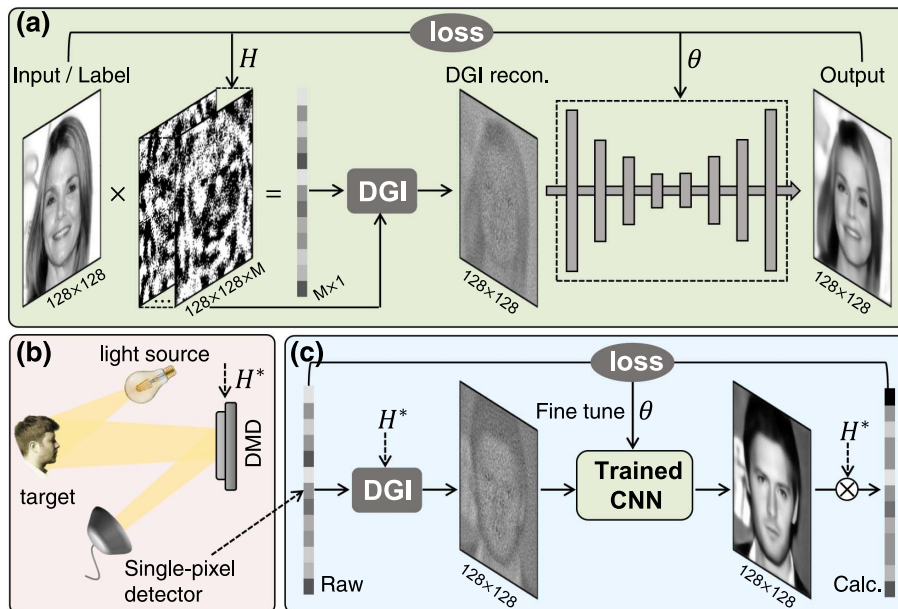 (a)
loss
H
θ
Input / Label
DGI recon.
Output
×
=
DGI
...
128×128
128×128×M
M×1
128×128
128×128
(b)
light source
H*
DMD
target
Single-pixel
detector
(c)
loss
Fine tune θ
H*
H*
DGI
Trained
CNN
Raw
128×128
128×128
Calc.